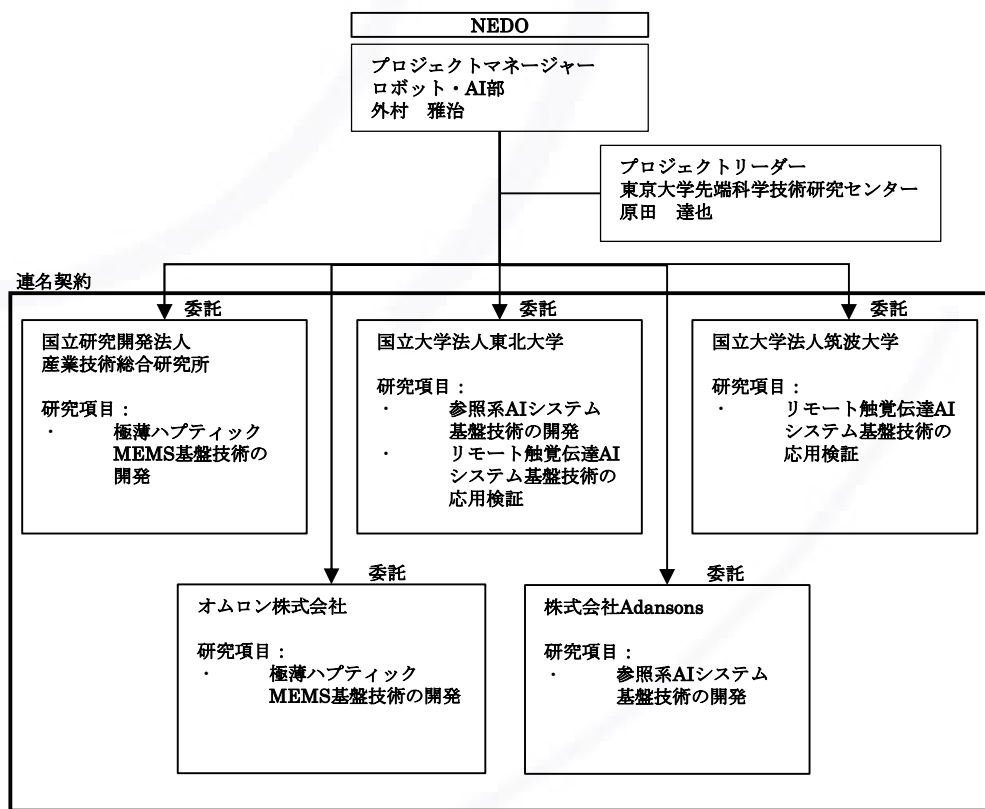 NEDO
プロジェクトマネージャー
ロボット・AI部
外村　雅治
プロジェクトリーダー
東京大学先端科学技術研究センター
原田　達也
連名契約
委託
国立研究開発法人
産業技術総合研究所
研究項目：
・　極薄ハプティック
MEMS基盤技術の
開発
委託
国立大学法人東北大学
研究項目：
・　参照系AIシステム
基盤技術の開発
・　リモート触覚伝達AI
システム基盤技術の
応用検証
委託
国立大学法人筑波大学
研究項目：
・　リモート触覚伝達AI
システム基盤技術の
応用検証
委託
オムロン株式会社
研究項目：
・　極薄ハプティック
MEMS基盤技術の開発
委託
株式会社Adansons
研究項目：
・　参照系AIシステム
基盤技術の開発